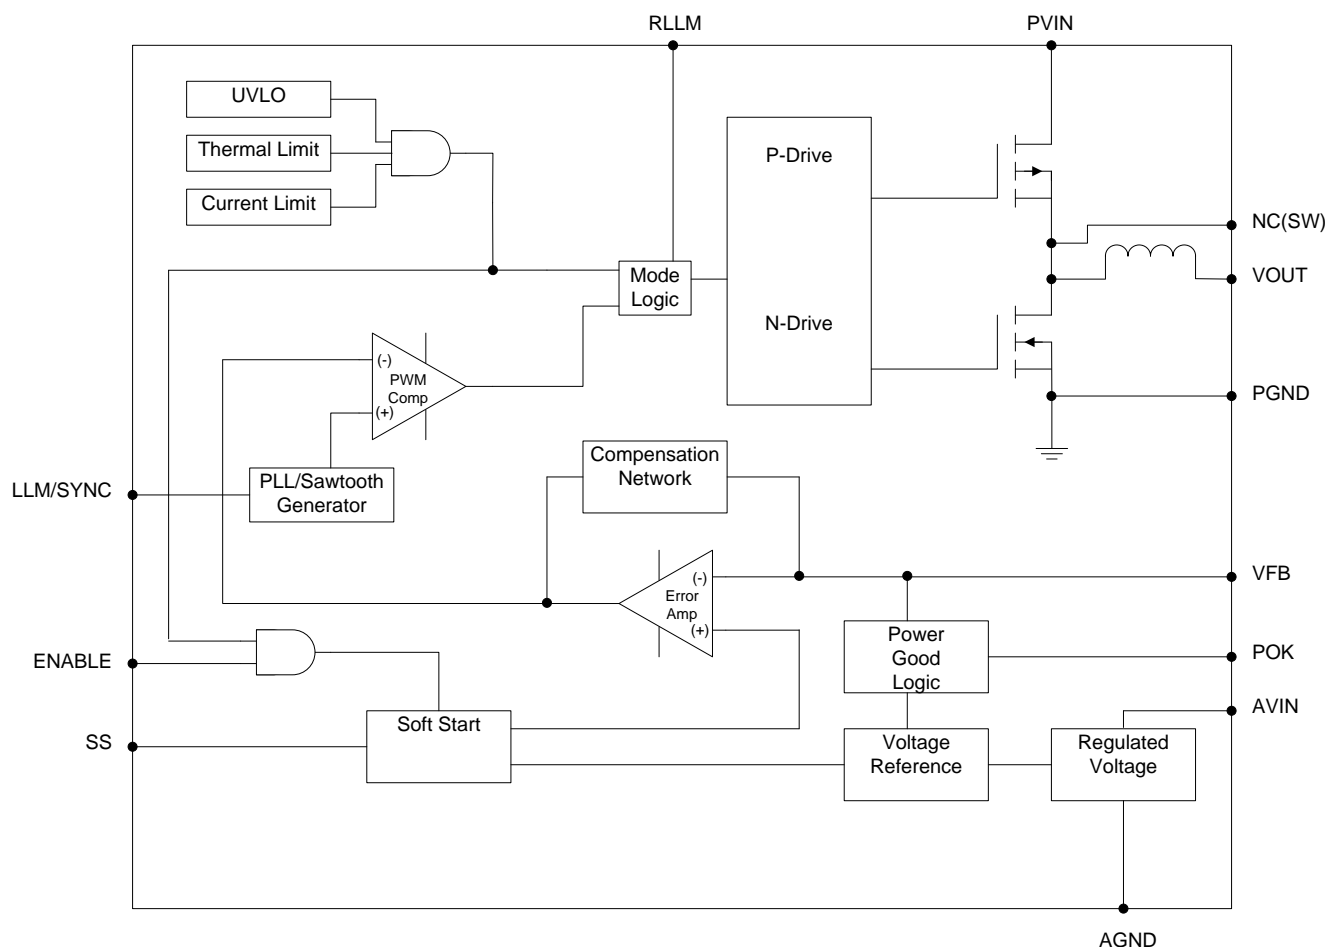 RLLM
PVIN
UVLO
Thermal Limit
Current Limit
P-Drive
N-Drive
Mode
Logic
NC(SW)
VOUT
PGND
(-)
PWM
Comp
(+)
LLM/SYNC
PLL/Sawtooth
Generator
Compensation
Network
(-)
Error
Amp
(+)
VFB
Power
Good
Logic
POK
ENABLE
AVIN
SS
Soft Start
Voltage
Reference
Regulated
Voltage
AGND